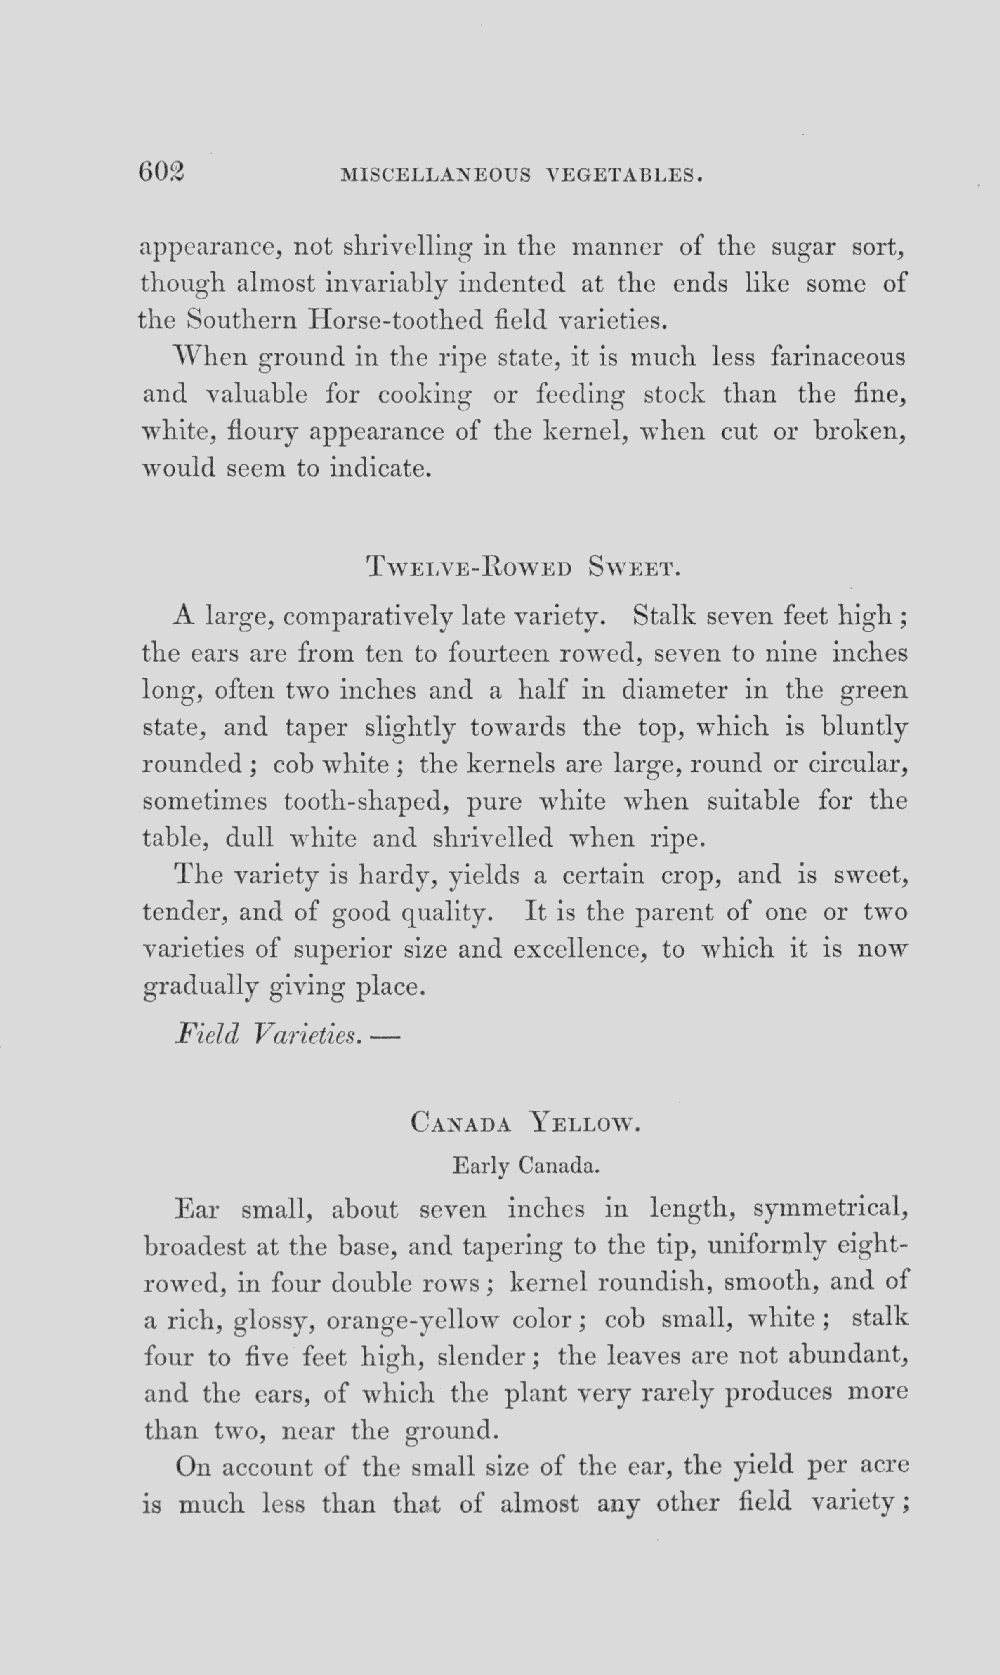 602 MISCELLANEOUS VEGETABLES.
appearance, not shrivelling in the manner of the sugar sort,
though almost invariably indented at the ends like some of
the Southern Horse-toothed field varieties.
When ground in the ripe state, it is much less farinaceous
and valuable for cooking or feeding stock than the fine,
white, floury appearance of the kernel, when cut or broken,
would seem to indicate.
Twelve-Rowed Sweet.
A large, comparatively late variety. Stalk seven feet high;
the ears are from ten to fourteen rowed, seven to nine inches
long, often two inches and a half in diameter in the green
state, and taper slightly towards the top, which is bluntly
rounded; cob white; the kernels are large, round or circular,
sometimes tooth-shaped, pure white when suitable for the
table, dull white and shrivelled when ripe.
The variety is hardy, yields a certain crop, and is sweet,
tender, and of good quality. It is the parent of one or two
varieties of superior size and excellence, to which it is now
gradually giving place.
Field Varieties. —
Canada Yellow.
Early Canada.
Ear small, about seven inches in length, symmetrical,
broadest at the base, and tapering to the tip, uniformly eight-
rowed, in four double rows; kernel roundish, smooth, and of
a rich, glossy, orange-yellow color; cob small, white; stalk
four to five feet high, slender; the leaves are not abundant,
and the ears, of which the plant very rarely produces more
than two, near the ground.
On account of the small size of the ear, the yield per acre
is much less than that of almost any other field variety;